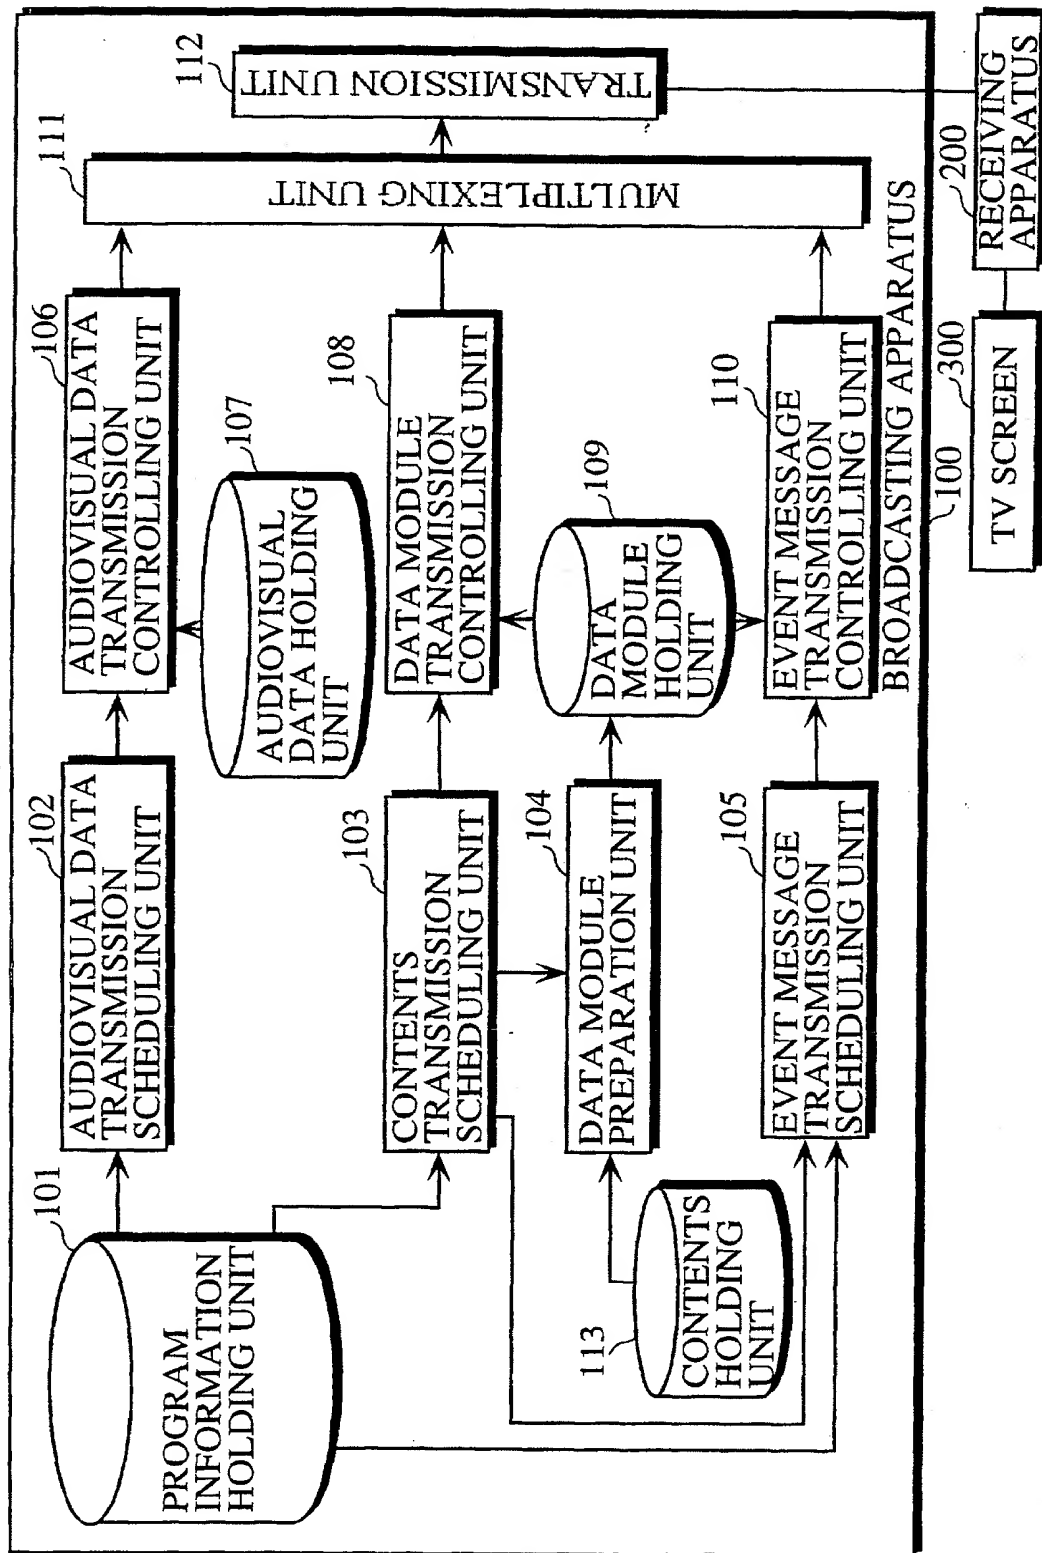 101
PROGRAM
INFORMATION
HOLDING UNIT
102
AUDIOVISUAL DATA
TRANSMISSION
SCHEDULING UNIT
106
AUDIOVISUAL DATA
TRANSMISSION
CONTROLLING UNIT
107
AUDIOVISUAL
DATA HOLDING
UNIT
103
CONTENTS
TRANSMISSION
SCHEDULING UNIT
108
DATA MODULE
TRANSMISSION
CONTROLLING UNIT
104
DATA MODULE
PREPARATION UNIT
109
DATA
MODULE
HOLDING
UNIT
113
CONTENTS
HOLDING
UNIT
105
EVENT MESSAGE
TRANSMISSION
SCHEDULING UNIT
110
EVENT MESSAGE
TRANSMISSION
CONTROLLING UNIT
111
MULTIPLEXING UNIT
112
TRANSMISSION UNIT
BROADCASTING APPARATUS
100
300
TV SCREEN
200
RECEIVING
APPARATUS